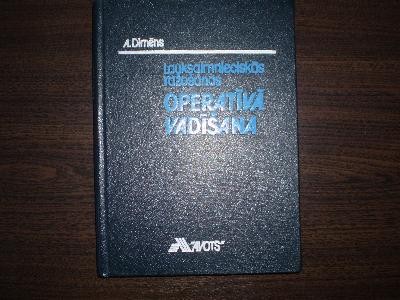 A. Dimēns
Lauksaimnieciskās
ražošanas
OPERATĪVĀ
VADĪŠANA
AVOTS